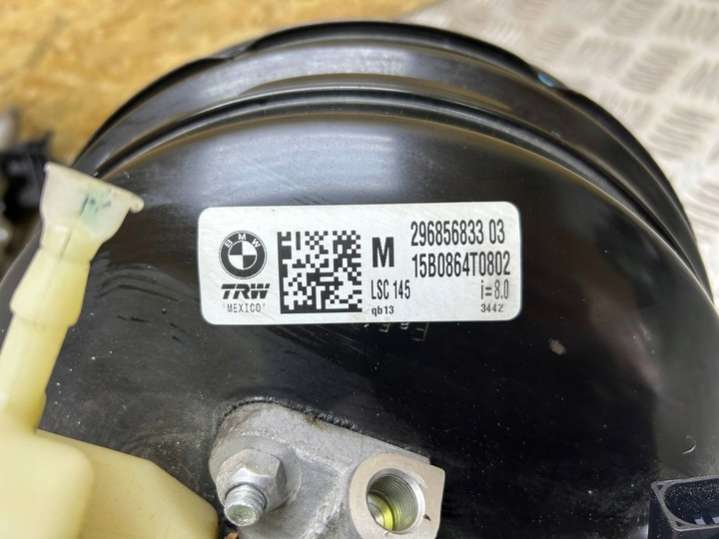 BMW
TRW
"MEXICO"
M
296856833 03
15B0864T0802
LSC 145
i=8.0
qb13
3442